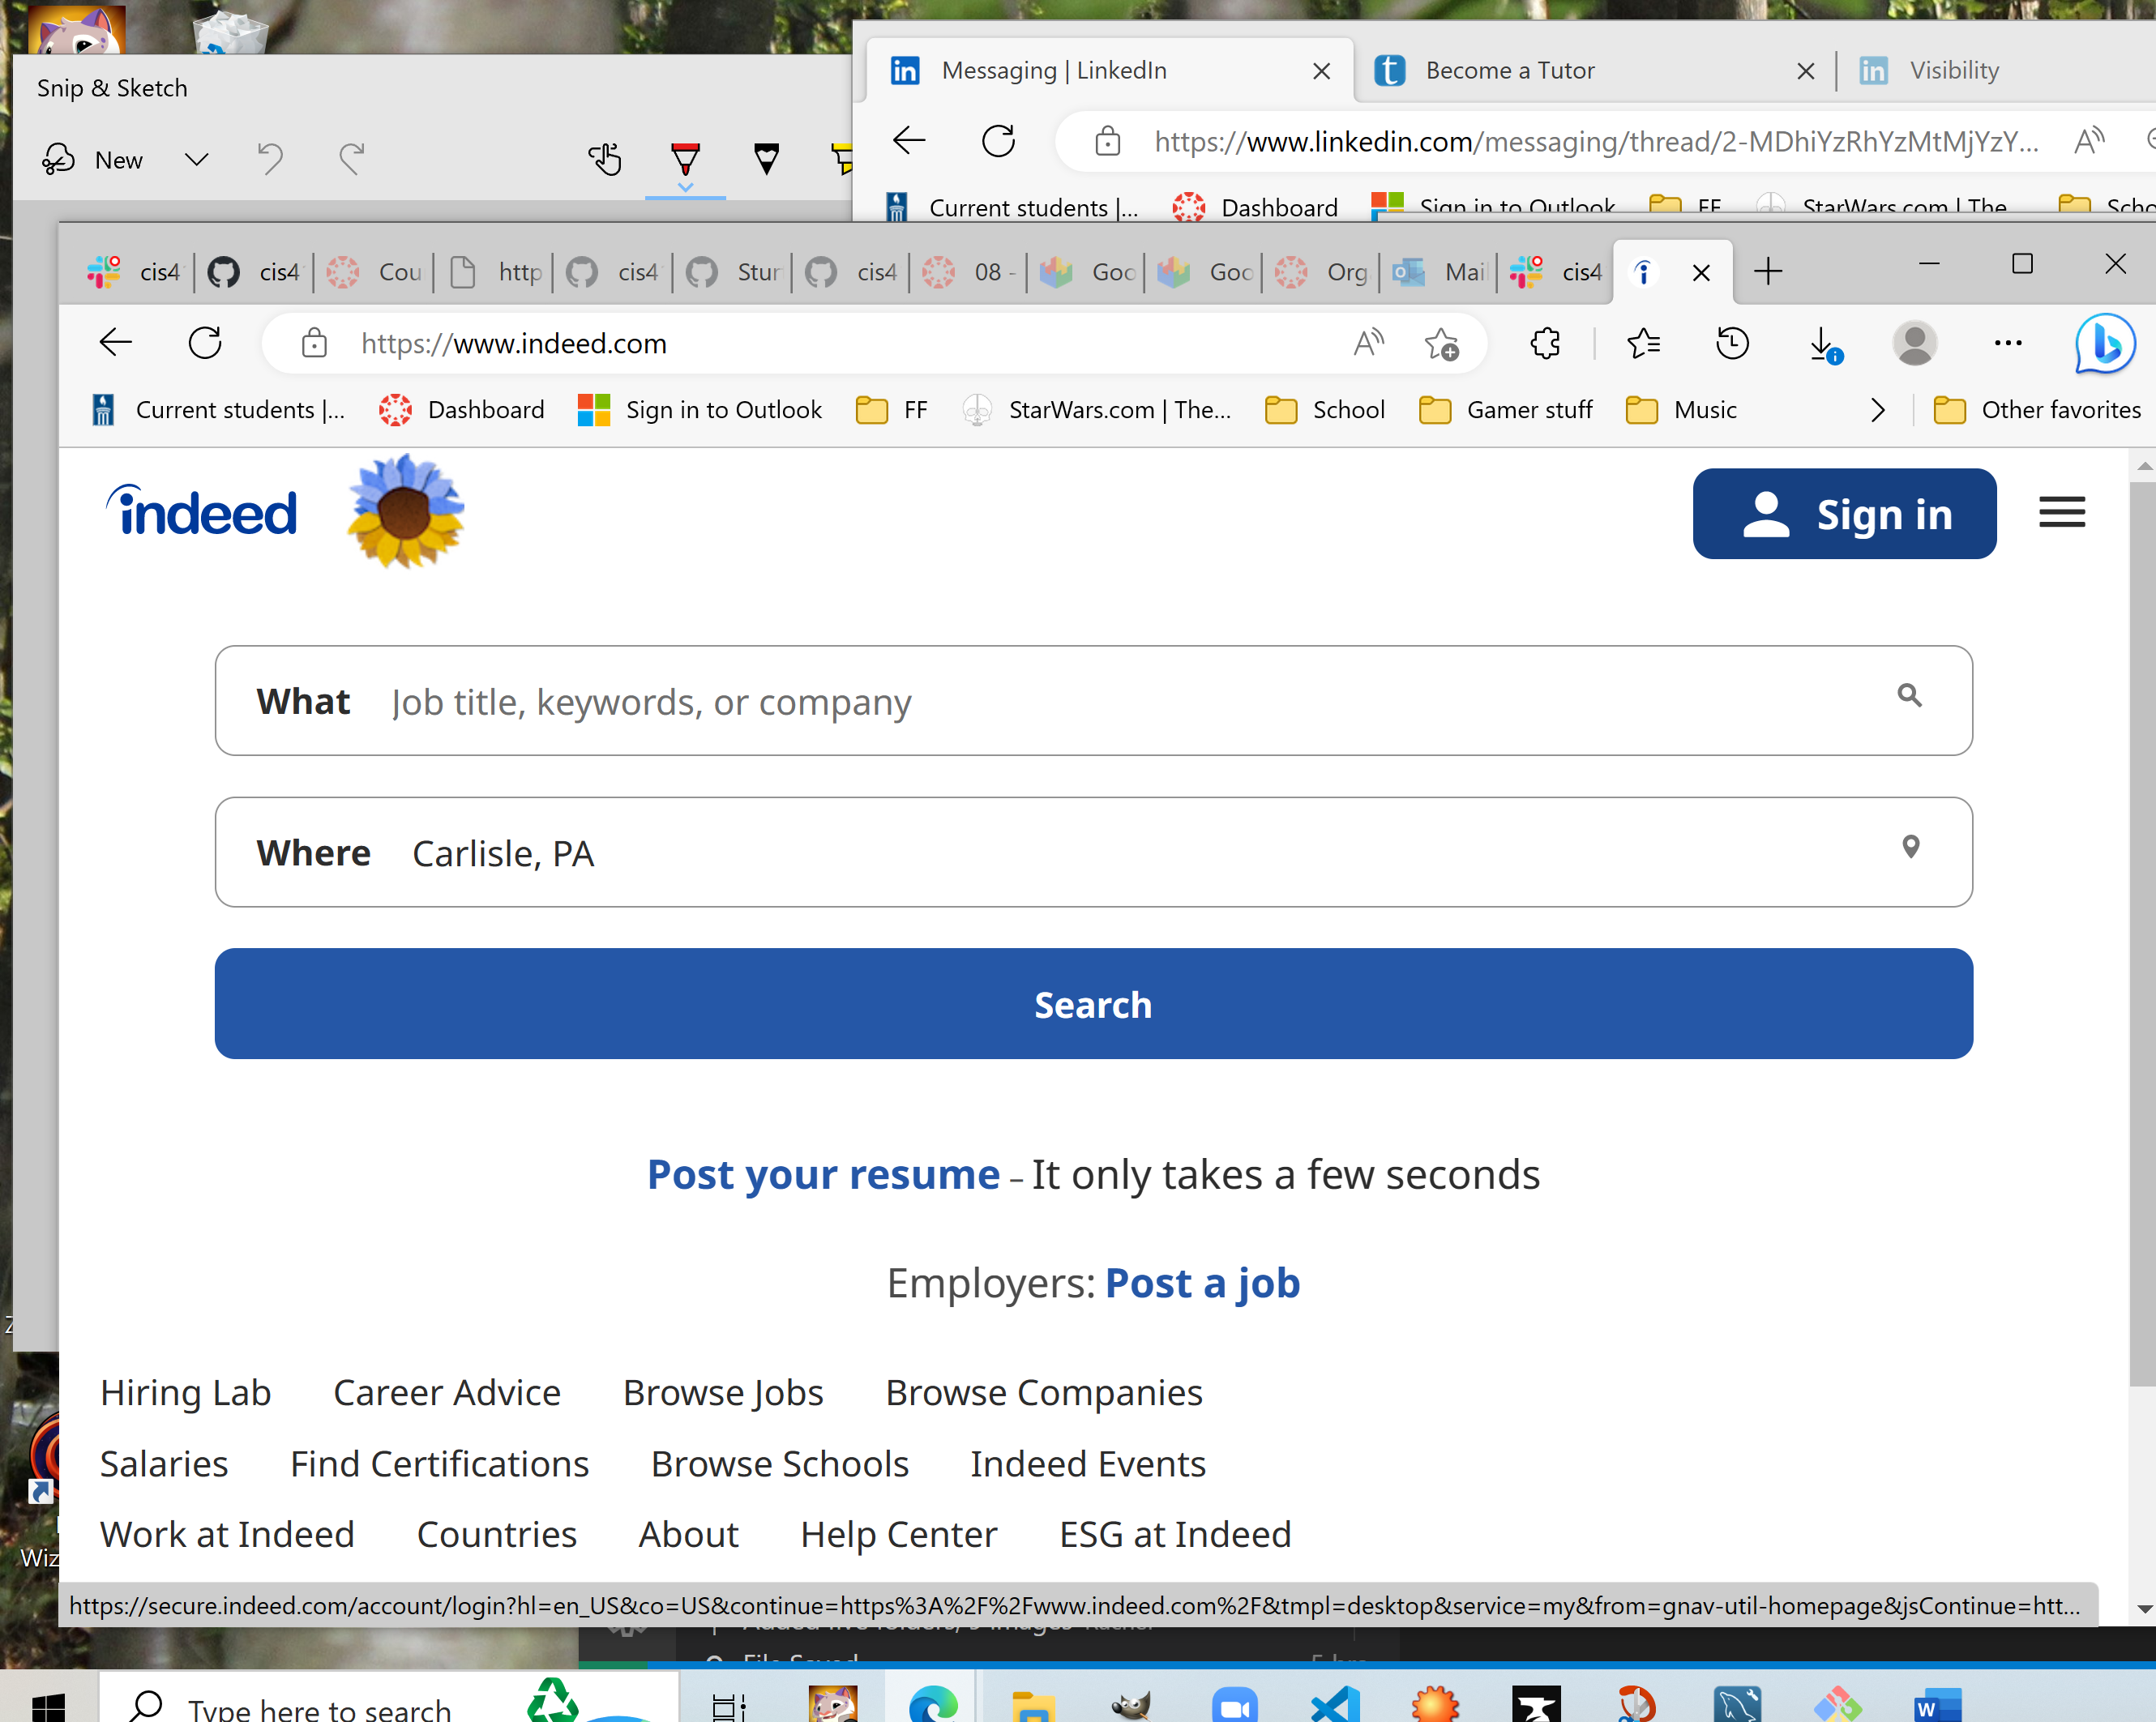 Snip & Sketch
New
Messaging | LinkedIn
Become a Tutor
Visibility
https://www.linkedin.com/messaging/thread/2-MDhiYzRhYzMtMjYzY...
Current students |... Dashboard Sign in to Outlook FF StarWars.com | The... Scho
cis4 cis4 Cou http cis4 Stur cis4 08 - Goo Goo Org Mail cis4
https://www.indeed.com
Current students |... Dashboard Sign in to Outlook FF StarWars.com | The... School Gamer stuff Music Other favorites
indeed
Sign in
What Job title, keywords, or company
Where Carlisle, PA
Search
Post your resume – It only takes a few seconds
Employers: Post a job
Hiring Lab Career Advice Browse Jobs Browse Companies
Salaries Find Certifications Browse Schools Indeed Events
Work at Indeed Countries About Help Center ESG at Indeed
Wiz
https://secure.indeed.com/account/login?hl=en_US&co=US&continue=https%3A%2F%2Fwww.indeed.com%2F&tmpl=desktop&service=my&from=gnav-util-homepage&jsContinue=htt...
File Saved
Type here to search